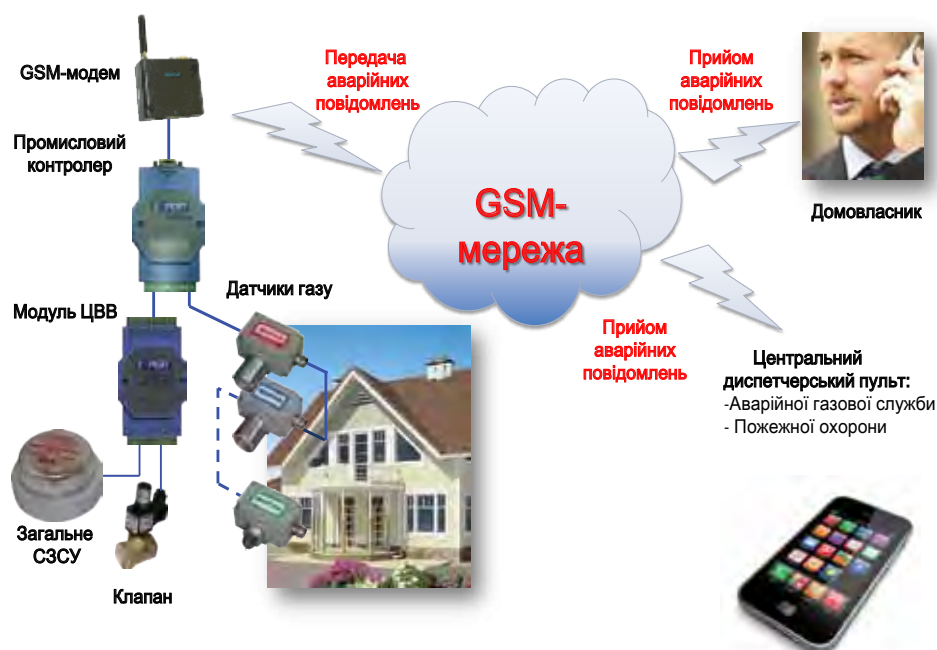 GSM-модем
Промисловий
контролер
Модуль ЦВВ
Загальне
СЗСУ
Клапан
Датчики газу
Передача
аварійних
повідомлень
GSM-
мережа
Прийом
аварійних
повідомлень
Домовласник
Прийом
аварійних
повідомлень
Центральний
диспетчерський пульт:
-Аварійної газової служби
- Пожежної охорони